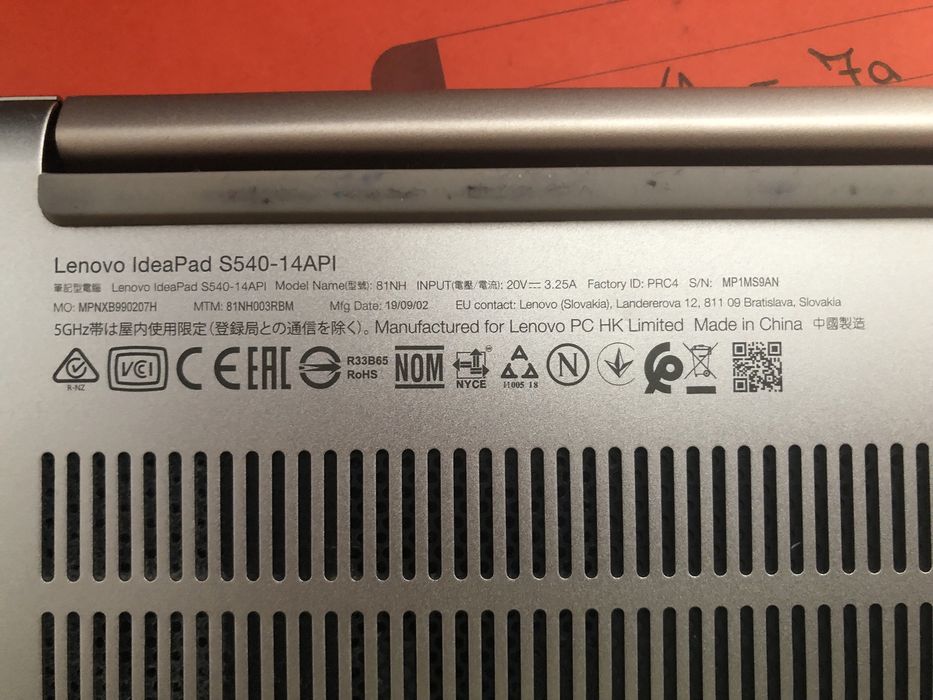 7a
Lenovo IdeaPad S540-14API
筆記型電腦 Lenovo IdeaPad S540-14API Model Name(型號): 81NH INPUT(電壓/電流): 20V⎓3.25A Factory ID: PRC4 S/N: MP1MS9AN
MO: MPNXB990207H MTM: 81NH003RBM Mfg Date: 19/09/02 EU contact: Lenovo (Slovakia), Landererova 12, 811 09 Bratislava, Slovakia
5GHz帯は屋内使用限定(登録局との通信を除く)。Manufactured for Lenovo PC HK Limited Made in China 中國製造
R-NZ VCI CE EAC R33B65 RoHS NOM NYCE I1005 18 N